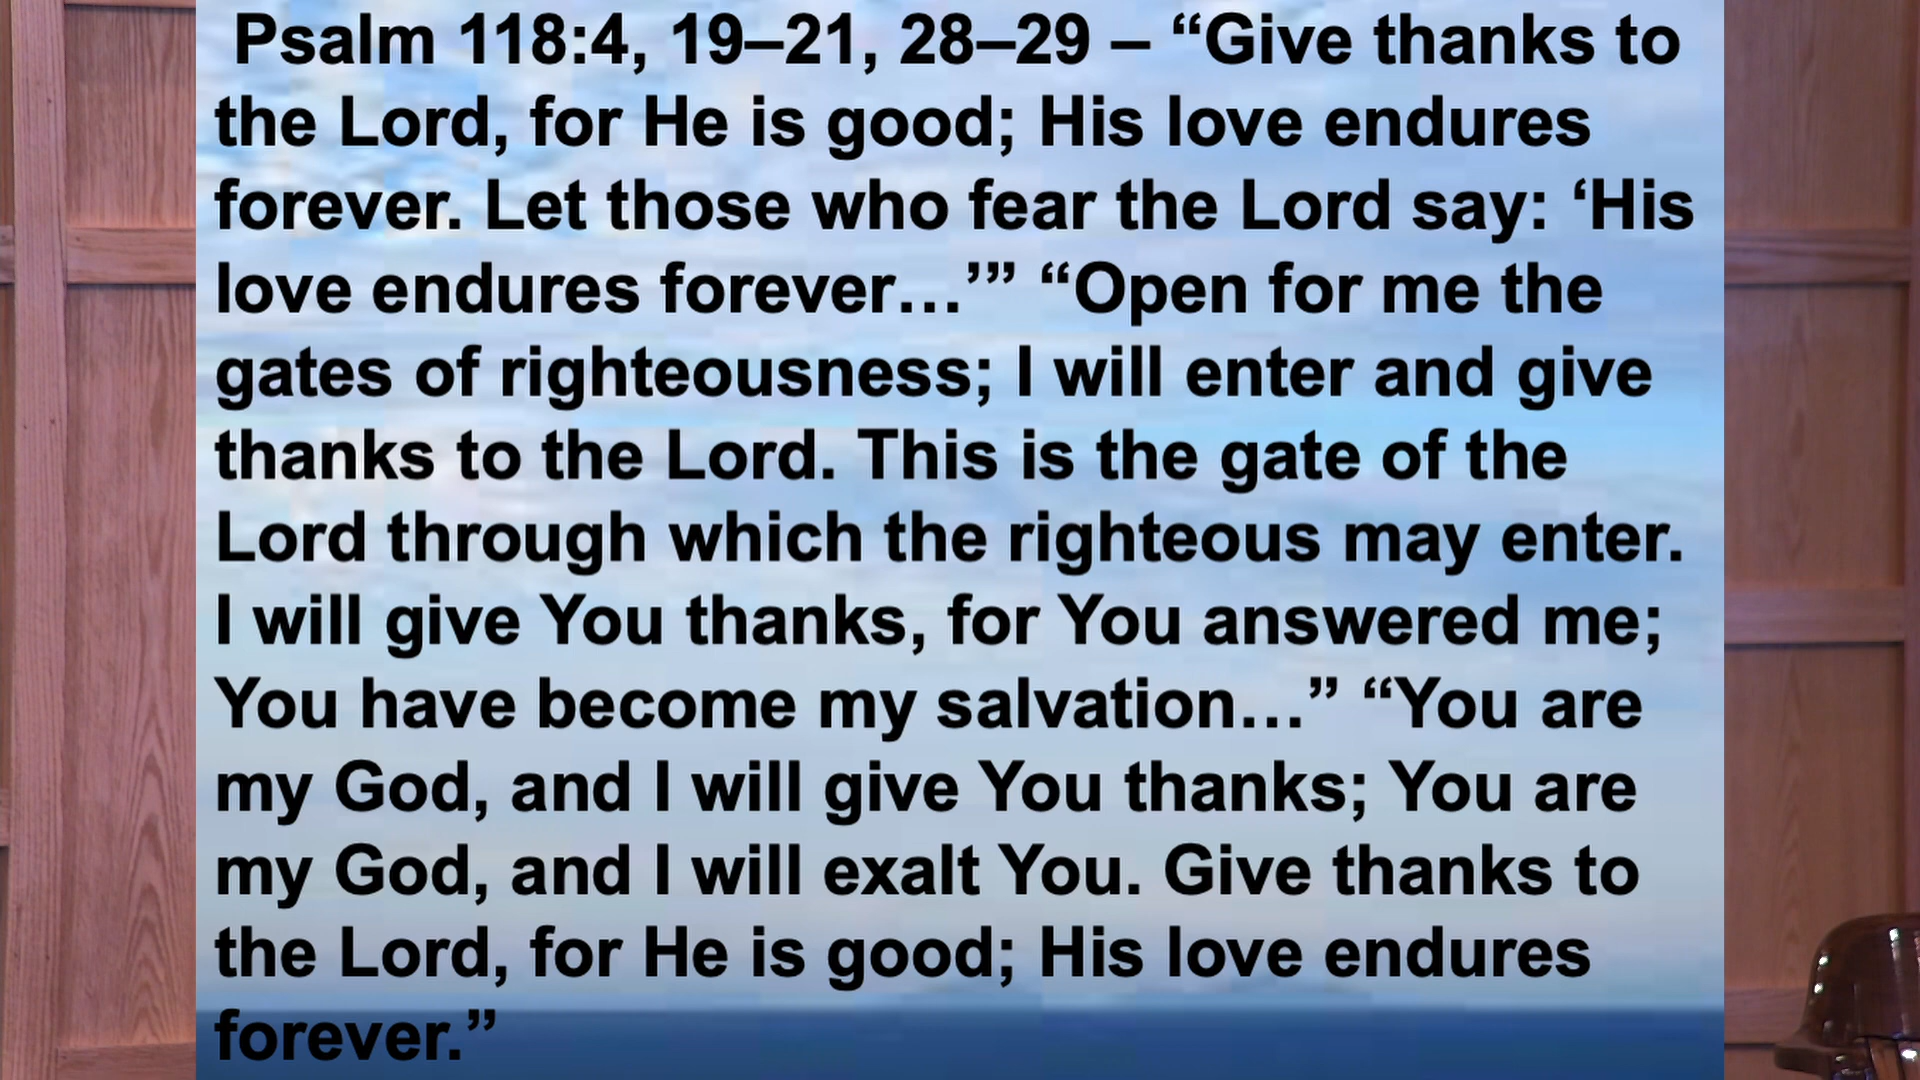 Psalm 118:4, 19–21, 28–29 – “Give thanks to
the Lord, for He is good; His love endures
forever. Let those who fear the Lord say: ‘His
love endures forever…’” “Open for me the
gates of righteousness; I will enter and give
thanks to the Lord. This is the gate of the
Lord through which the righteous may enter.
I will give You thanks, for You answered me;
You have become my salvation…” “You are
my God, and I will give You thanks; You are
my God, and I will exalt You. Give thanks to
the Lord, for He is good; His love endures
forever.”